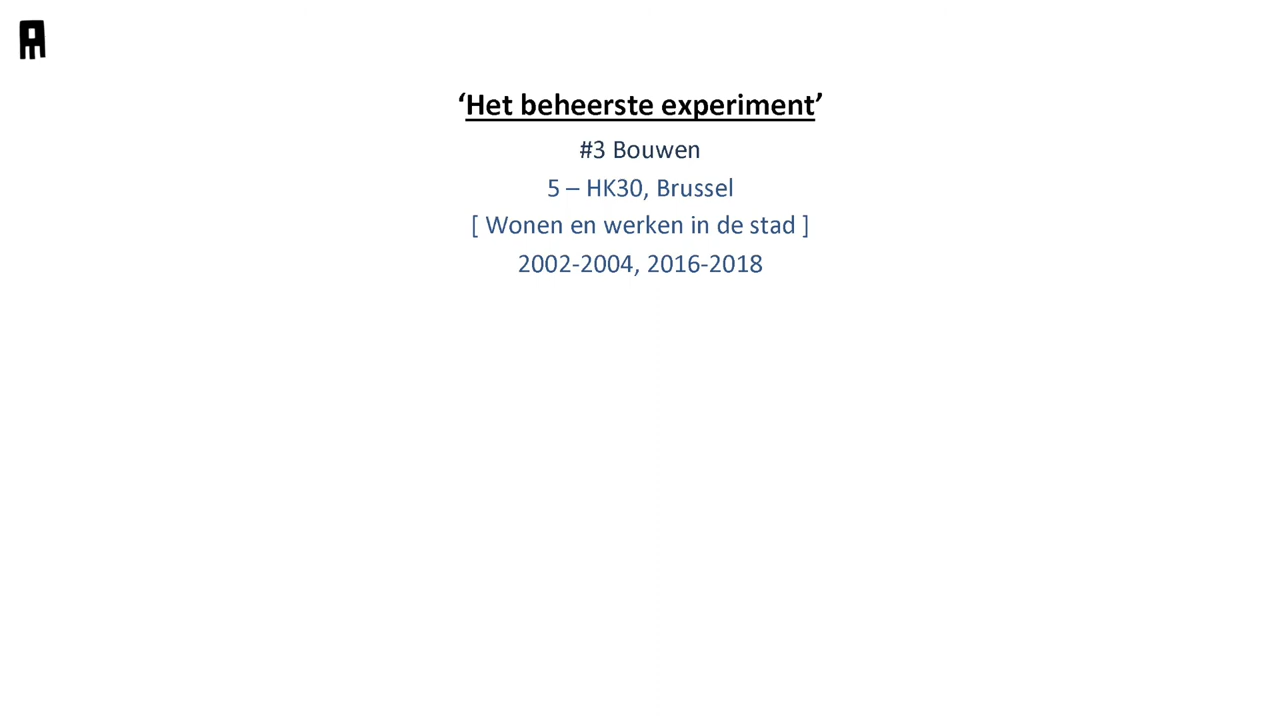 ‘Het beheerste experiment’
#3 Bouwen
5 – HK30, Brussel
[ Wonen en werken in de stad ]
2002-2004, 2016-2018